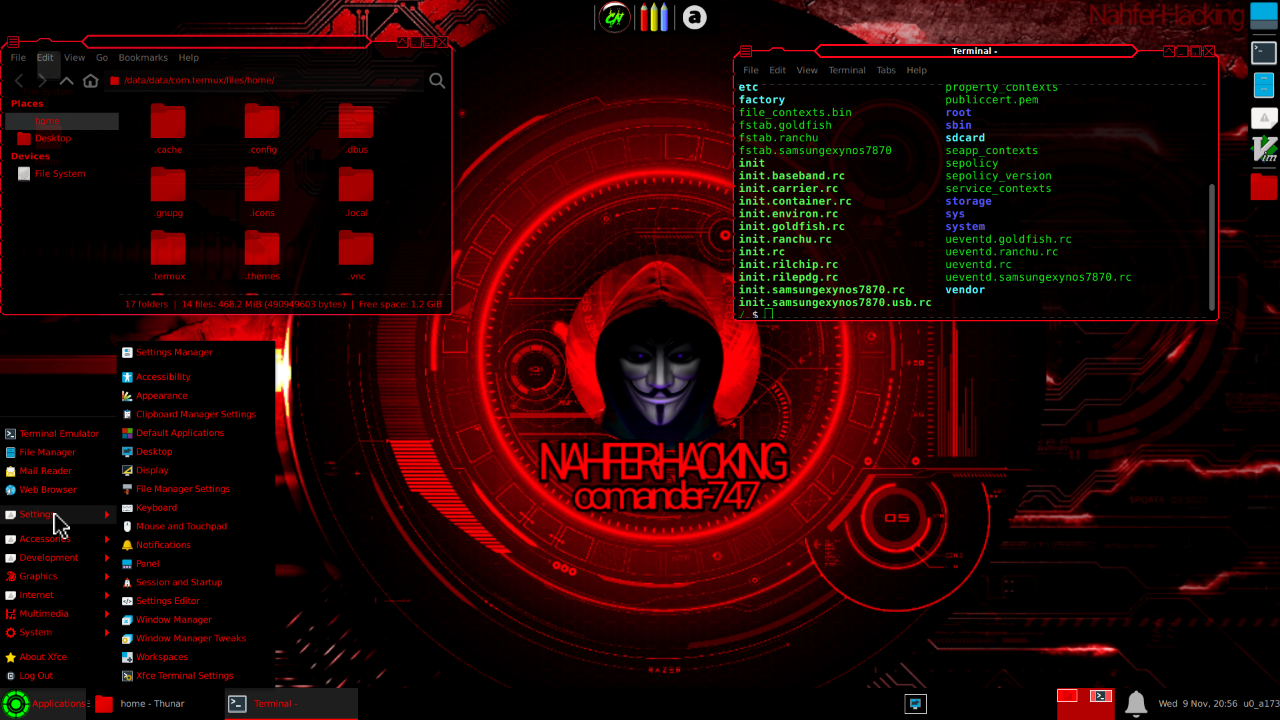 NahferHacking
File Edit View Go Bookmarks Help
/data/data/com.termux/files/home/
Places
home
Desktop
Devices
File System
.cache .config .dbus
.gnupg .icons .local
.termux .themes .vnc
17 folders | 14 files: 468.2 MiB (490949603 bytes) | Free space: 1.2 GiB
Terminal -
File Edit View Terminal Tabs Help
etc property_contexts
factory publiccert.pem
file_contexts.bin root
fstab.goldfish sbin
fstab.ranchu sdcard
fstab.samsungexynos7870 seapp_contexts
init sepolicy
init.baseband.rc sepolicy_version
init.carrier.rc service_contexts
init.container.rc storage
init.environ.rc sys
init.goldfish.rc system
init.ranchu.rc ueventd.goldfish.rc
init.rc ueventd.ranchu.rc
init.rilchip.rc ueventd.rc
init.rilepdg.rc ueventd.samsungexynos7870.rc
init.samsungexynos7870.rc vendor
init.samsungexynos7870.usb.rc
/ $
Terminal Emulator
File Manager
Mail Reader
Web Browser
Settings
Accessories
Development
Graphics
Internet
Multimedia
System
About Xfce
Log Out
Settings Manager
Accessibility
Appearance
Clipboard Manager Settings
Default Applications
Desktop
Display
File Manager Settings
Keyboard
Mouse and Touchpad
Notifications
Panel
Session and Startup
Settings Editor
Window Manager
Window Manager Tweaks
Workspaces
Xfce Terminal Settings
NAHFERHACKING
comander-747
05
RAZER
Applications
home - Thunar
Terminal -
Wed 9 Nov, 20:56 u0_a173